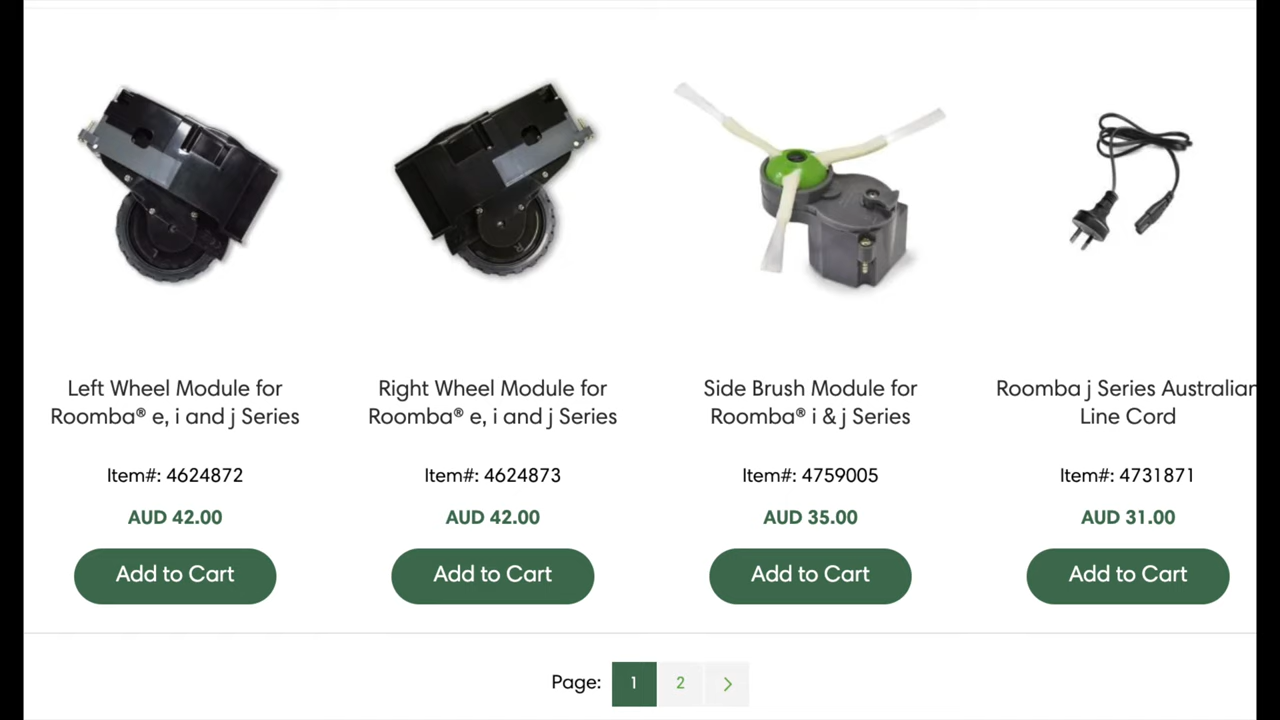 Left Wheel Module for
Roomba® e, i and j Series
Item#: 4624872
AUD 42.00
Add to Cart
Right Wheel Module for
Roomba® e, i and j Series
Item#: 4624873
AUD 42.00
Add to Cart
Side Brush Module for
Roomba® i & j Series
Item#: 4759005
AUD 35.00
Add to Cart
Roomba j Series Australian
Line Cord
Item#: 4731871
AUD 31.00
Add to Cart
Page: 1 2 >